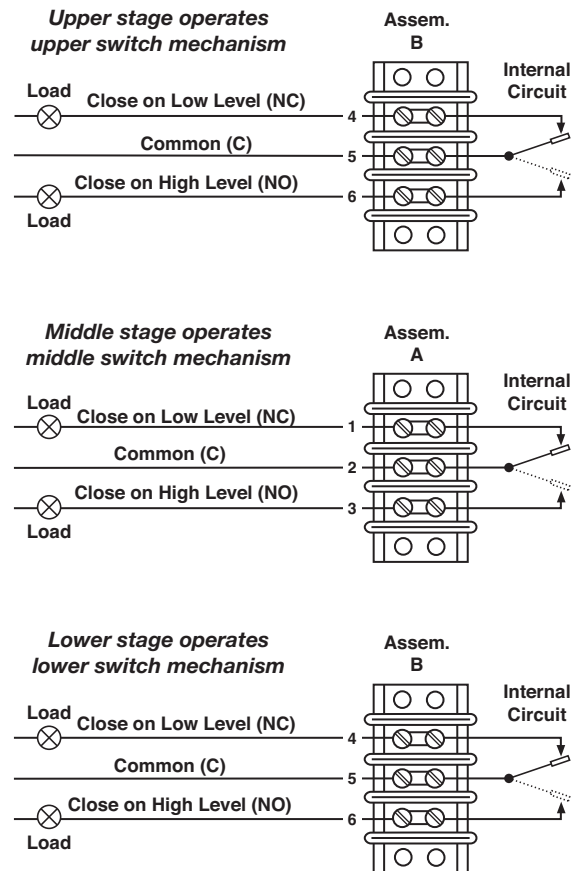 Upper stage operates
upper switch mechanism
Assem.
B
Internal
Circuit
Load
Close on Low Level (NC)
4
Common (C)
5
Close on High Level (NO)
6
Load
Middle stage operates
middle switch mechanism
Assem.
A
Internal
Circuit
Load
Close on Low Level (NC)
1
Common (C)
2
Close on High Level (NO)
3
Load
Lower stage operates
lower switch mechanism
Assem.
B
Internal
Circuit
Load
Close on Low Level (NC)
4
Common (C)
5
Close on High Level (NO)
6
Load